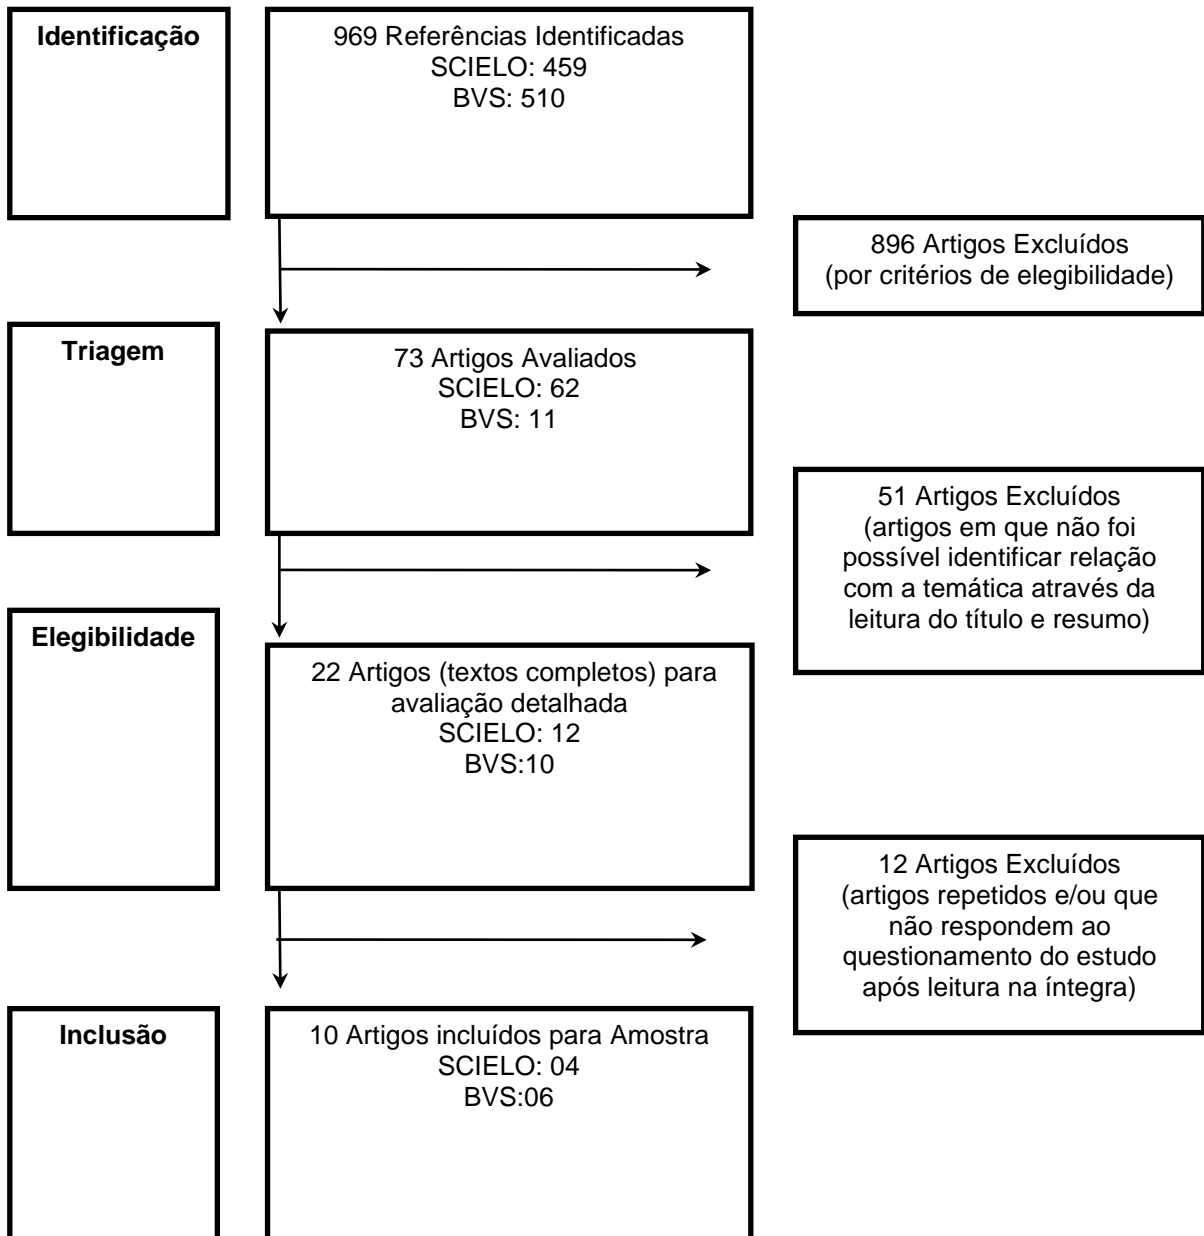 Identificação
969 Referências Identificadas
SCIELO: 459
BVS: 510
896 Artigos Excluídos
(por critérios de elegibilidade)
Triagem
73 Artigos Avaliados
SCIELO: 62
BVS: 11
51 Artigos Excluídos
(artigos em que não foi
possível identificar relação
com a temática através da
leitura do título e resumo)
Elegibilidade
22 Artigos (textos completos) para
avaliação detalhada
SCIELO: 12
BVS:10
12 Artigos Excluídos
(artigos repetidos e/ou que
não respondem ao
questionamento do estudo
após leitura na íntegra)
Inclusão
10 Artigos incluídos para Amostra
SCIELO: 04
BVS:06